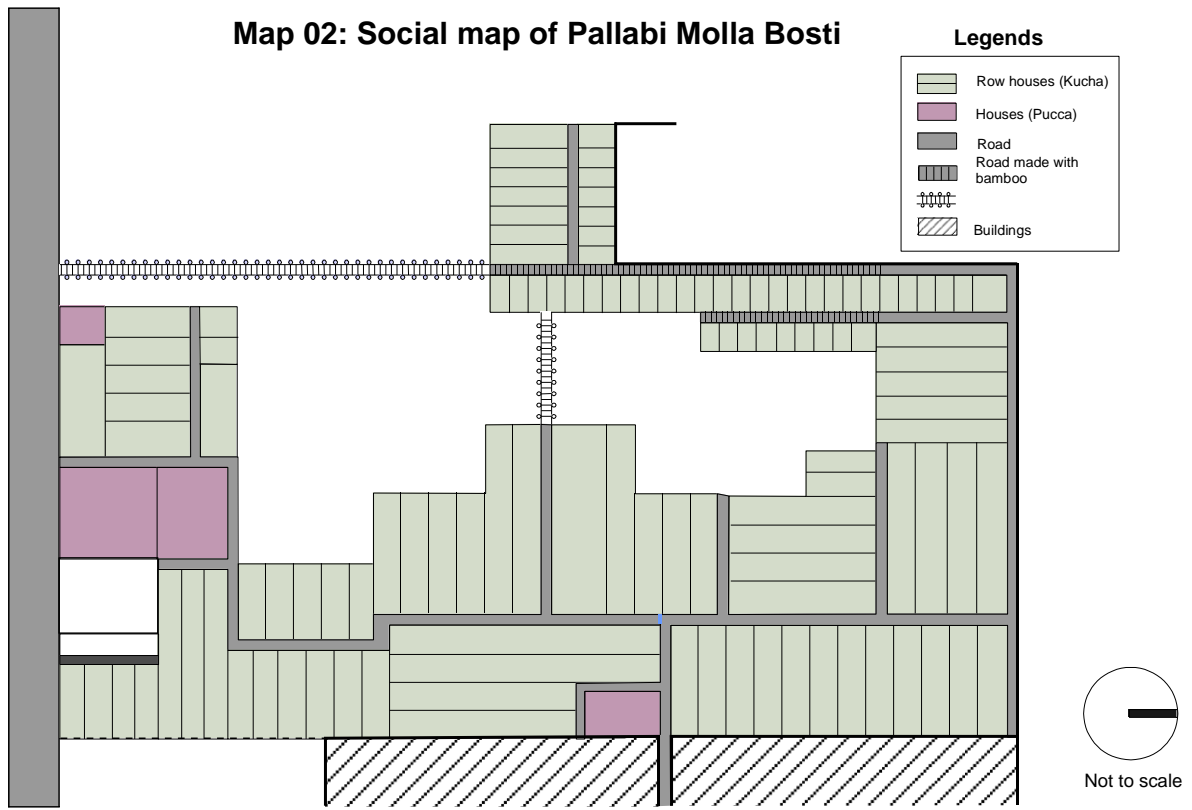 Map 02: Social map of Pallabi Molla Bosti
Legends
Row houses (Kucha)
Houses (Pucca)
Road
Road made with
bamboo
Buildings
Not to scale